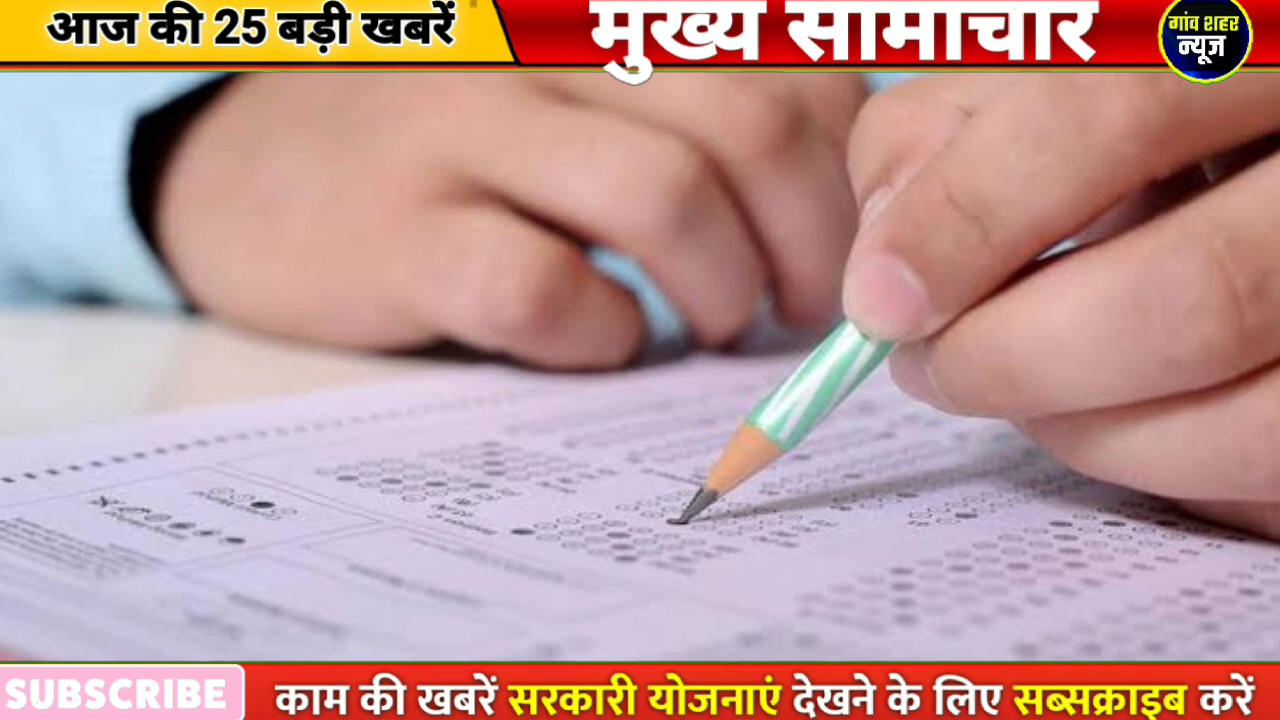 आज की 25 बड़ी खबरें
मुख्य सामाचार
गांव शहर
न्यूज
SUBSCRIBE
काम की खबरें सरकारी योजनाएं देखने के लिए सब्सक्राइब करें